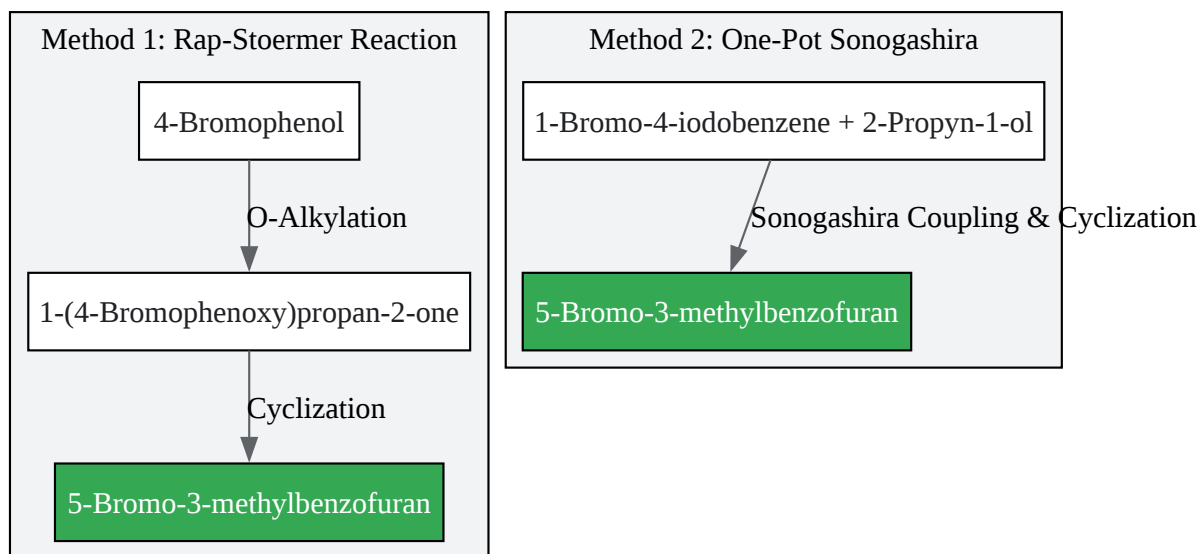 Method 1: Rap-Stoermer Reaction
4-Bromophenol
O-Alkylation
1-(4-Bromophenoxy)propan-2-one
Cyclization
5-Bromo-3-methylbenzofuran
Method 2: One-Pot Sonogashira
1-Bromo-4-iodobenzene + 2-Propyn-1-ol
Sonogashira Coupling & Cyclization
5-Bromo-3-methylbenzofuran